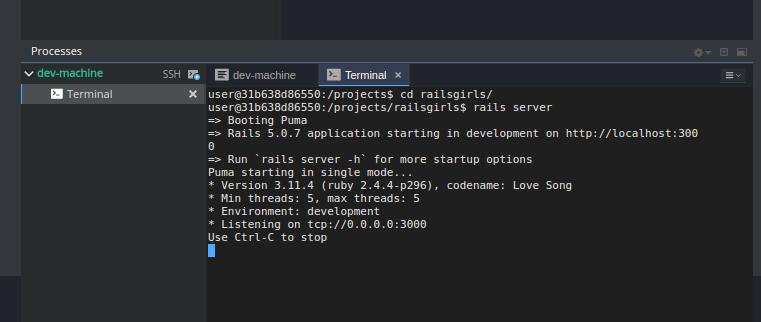 Processes
dev-machine SSH
Terminal
dev-machine
Terminal
user@31b638d86550:/projects$ cd railsgirls/
user@31b638d86550:/projects/railsgirls$ rails server
=> Booting Puma
=> Rails 5.0.7 application starting in development on http://localhost:300
0
=> Run `rails server -h` for more startup options
Puma starting in single mode...
* Version 3.11.4 (ruby 2.4.4-p296), codename: Love Song
* Min threads: 5, max threads: 5
* Environment: development
* Listening on tcp://0.0.0.0:3000
Use Ctrl-C to stop